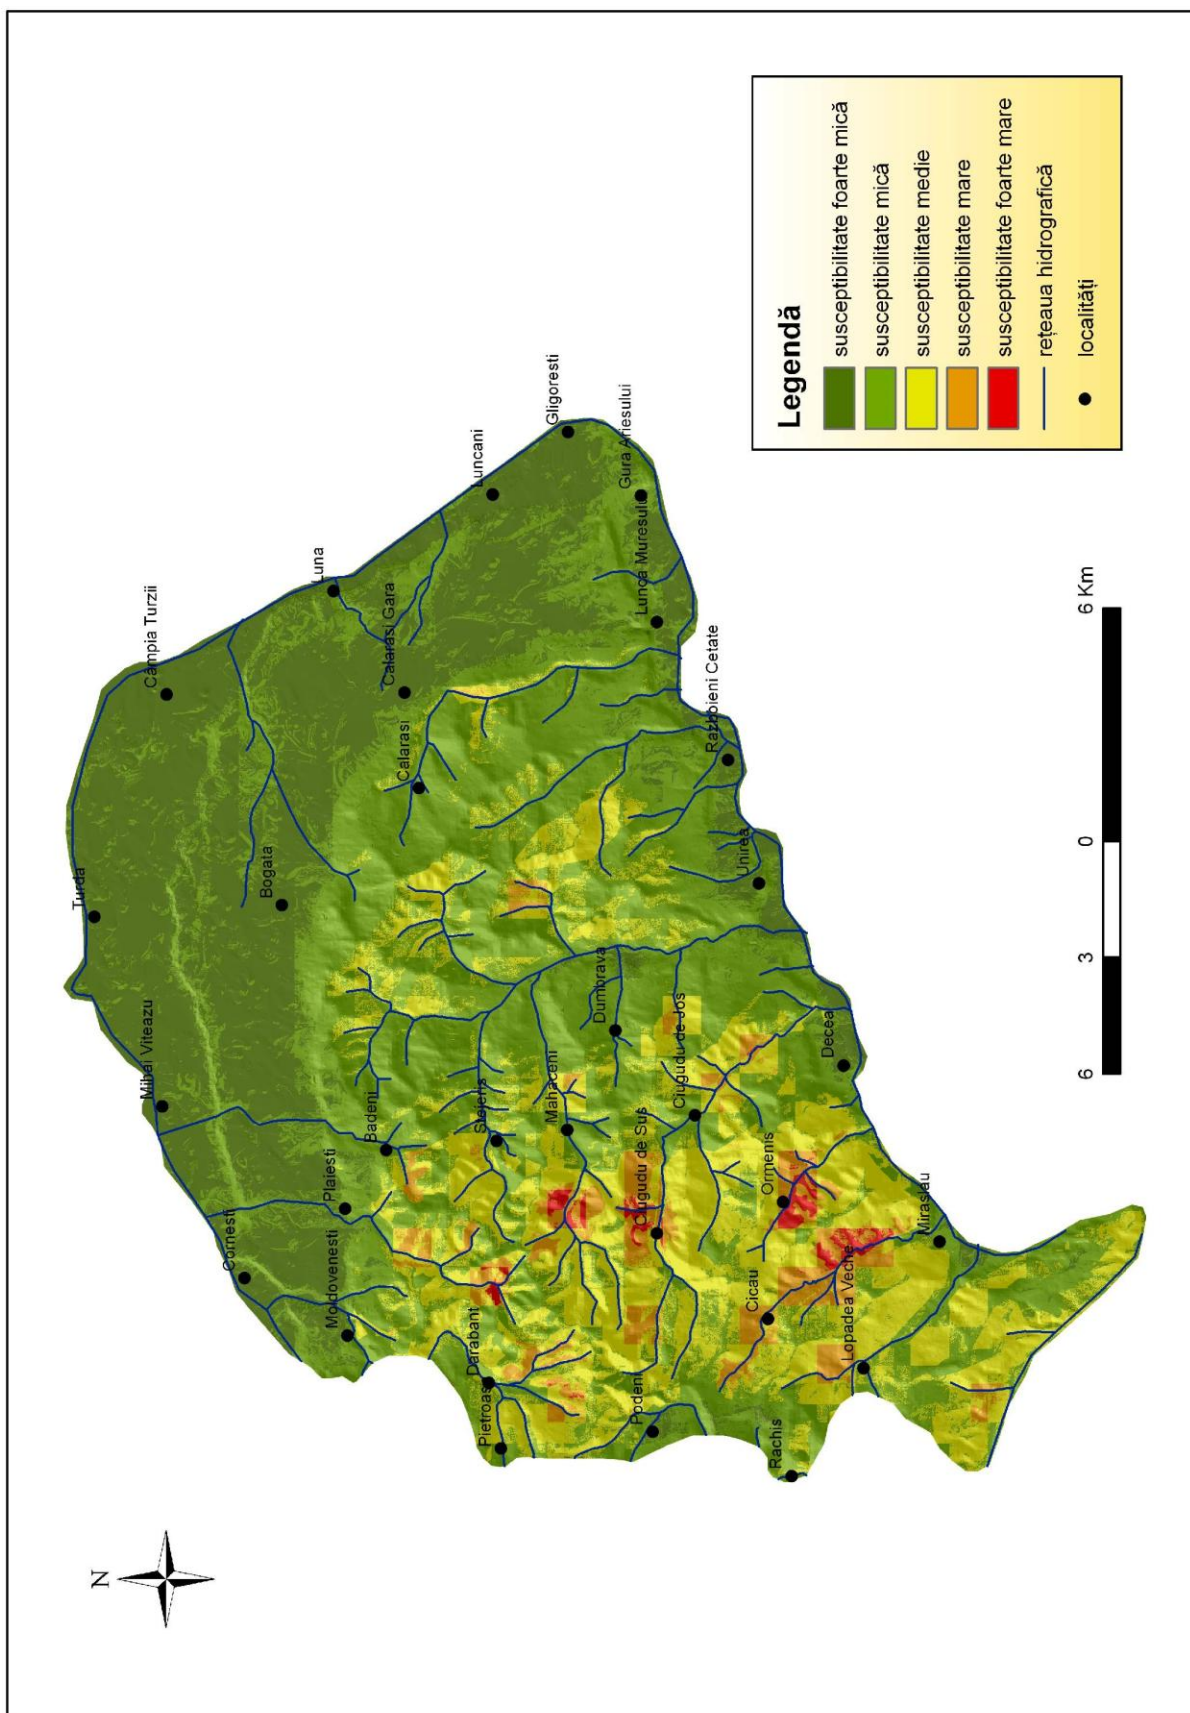 N
Turda
Mihai Viteazu
Câmpia Turzii
Cornesti
Bogata
Luna
Moldovenesti
Plaiesti
Badeni
Calarasi Gara
Calarasi
Darabant
Luncani
Pietroas
Stejeris
Mahaceni
Gligoresti
Dumbrava
Gura Ariesului
Podeni
Ciugudu de Sus
Lunca Muresului
Ciugudu de Jos
Razboieni Cetate
Unirea
Cicau
Ormenis
Rachis
Decea
Lopadea Veche
Miraslau
Legendă
susceptibilitate foarte mică
susceptibilitate mică
susceptibilitate medie
susceptibilitate mare
susceptibilitate foarte mare
rețeaua hidrografică
localități
6 3 0 6 Km